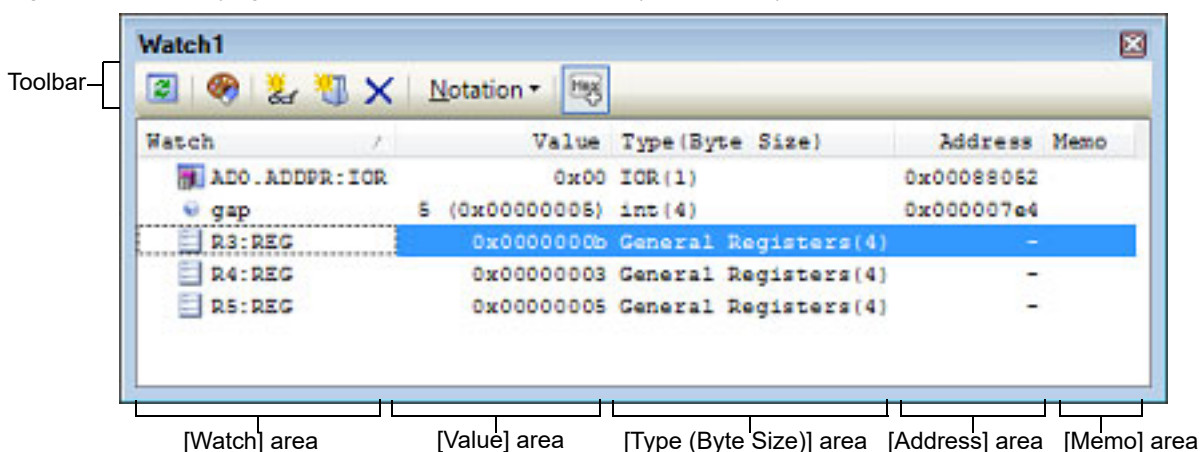 Watch1
Toolbar
Notation
Hex
Watch Value Type(Byte Size) Address Memo
AD0.ADDPR:IOR 0x00 IOR(1) 0x00088052
gap 5 (0x00000005) int(4) 0x000007e4
R3:REG 0x0000000b General Registers(4) -
R4:REG 0x00000003 General Registers(4) -
R5:REG 0x00000005 General Registers(4) -
[Watch] area [Value] area [Type (Byte Size)] area [Address] area [Memo] area